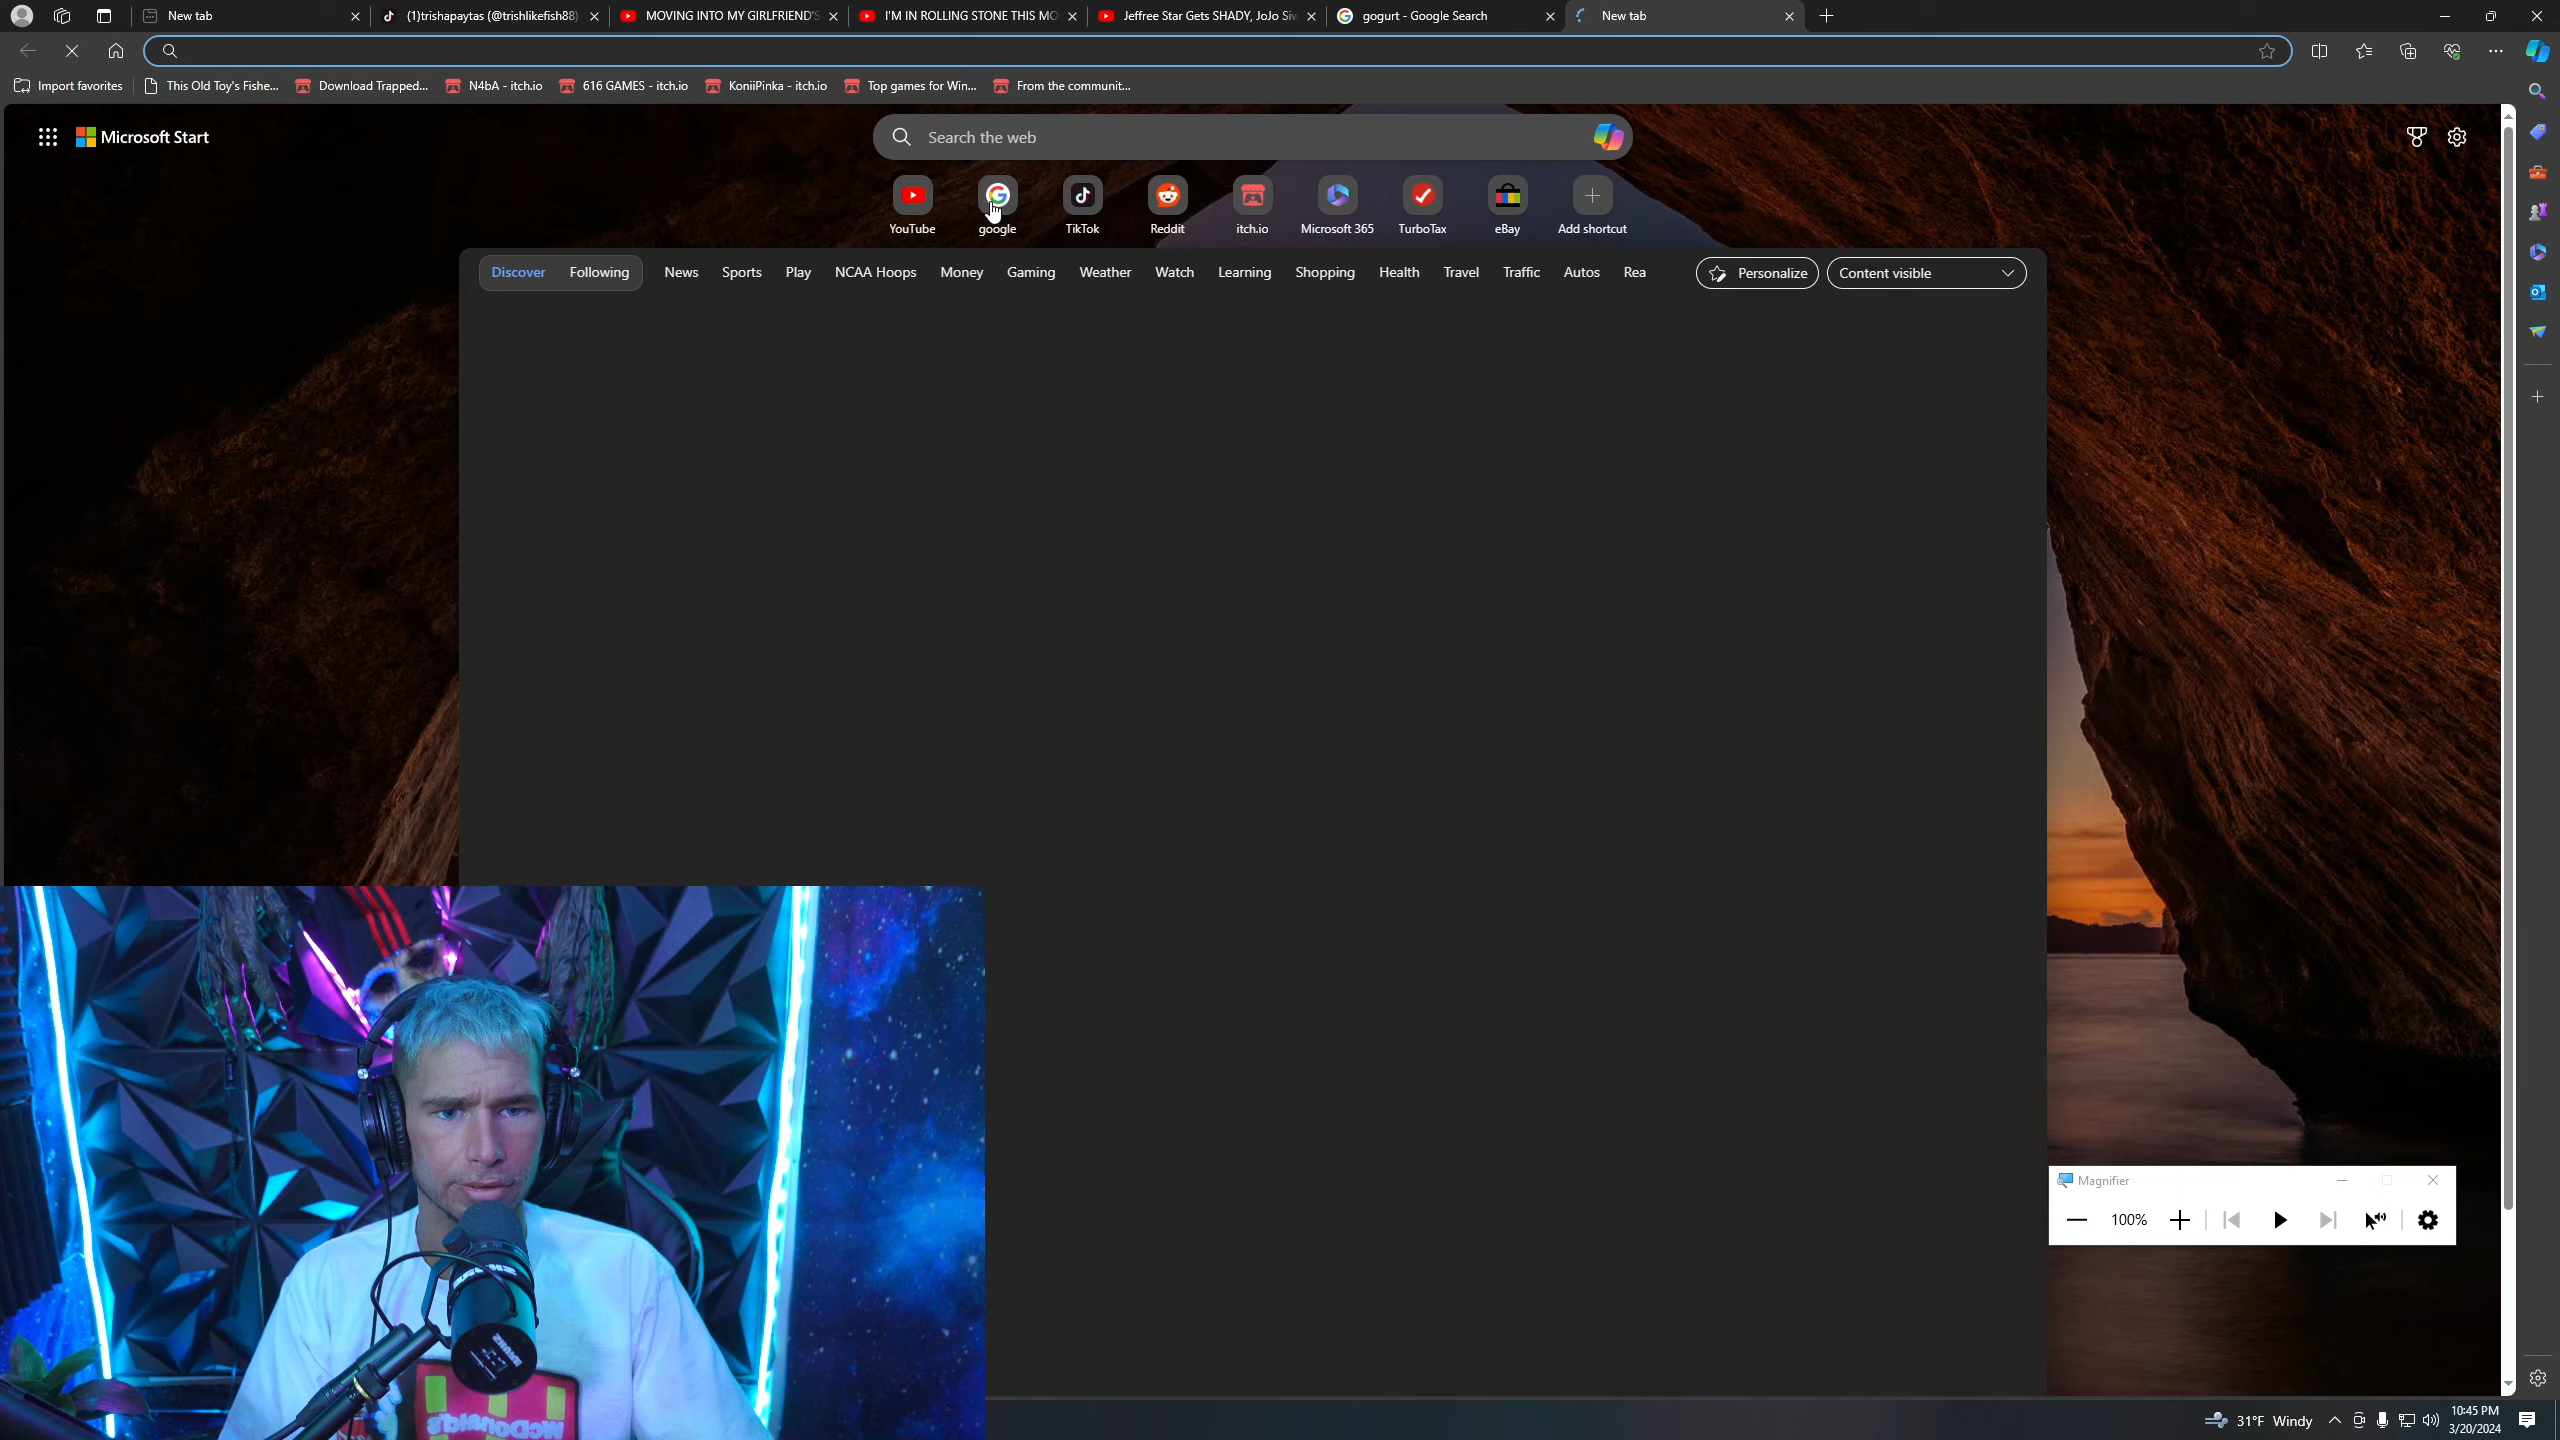 New tab
(1)trishapaytas (@trishlikefish88)
MOVING INTO MY GIRLFRIEND'S
I'M IN ROLLING STONE THIS MO
Jeffree Star Gets SHADY, JoJo Siw
gogurt - Google Search
New tab
Import favorites
This Old Toy's Fishe...
Download Trapped...
N4bA - itch.io
616 GAMES - itch.io
KoniiPinka - itch.io
Top games for Win...
From the communit...
Microsoft Start
Search the web
YouTube
google
TikTok
Reddit
itch.io
Microsoft 365
TurboTax
eBay
Add shortcut
Discover
Following
News
Sports
Play
NCAA Hoops
Money
Gaming
Weather
Watch
Learning
Shopping
Health
Travel
Traffic
Autos
Rea
Personalize
Content visible
Magnifier
100%
McDonald's
McDonald's
31°F Windy
10:45 PM
3/20/2024